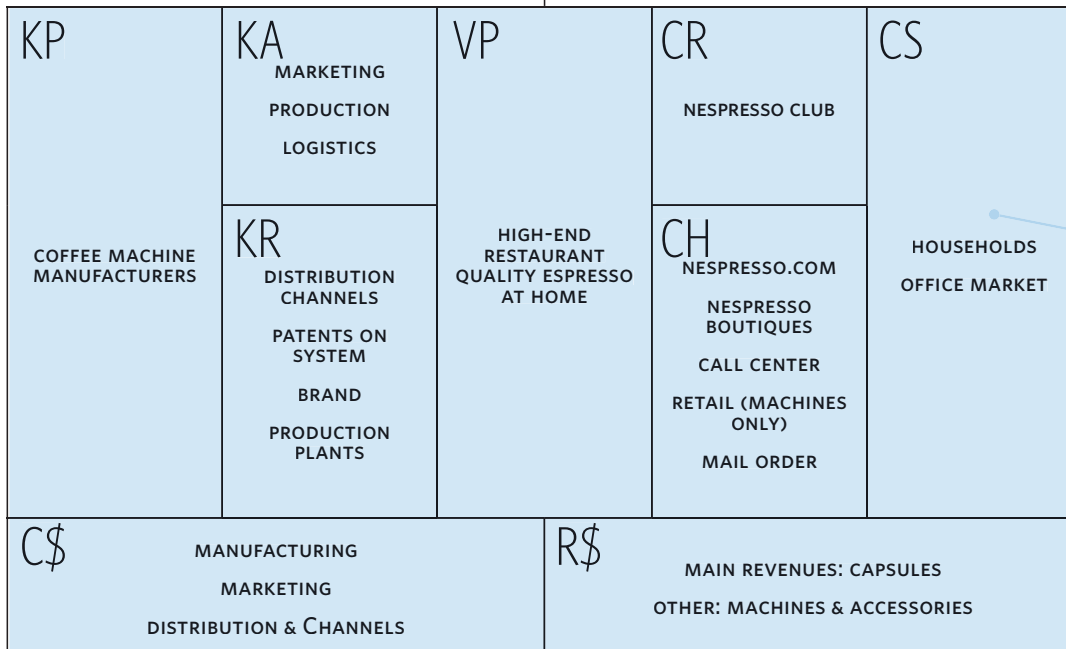 KP
COFFEE MACHINE
MANUFACTURERS
KA
MARKETING
PRODUCTION
LOGISTICS
KR
DISTRIBUTION
CHANNELS
PATENTS ON
SYSTEM
BRAND
PRODUCTION
PLANTS
VP
HIGH-END
RESTAURANT
QUALITY ESPRESSO
AT HOME
CR
NESPRESSO CLUB
CH
NESPRESSO.COM
NESPRESSO
BOUTIQUES
CALL CENTER
RETAIL (MACHINES
ONLY)
MAIL ORDER
CS
HOUSEHOLDS
OFFICE MARKET
C$
MANUFACTURING
MARKETING
DISTRIBUTION & CHANNELS
R$
MAIN REVENUES: CAPSULES
OTHER: MACHINES & ACCESSORIES